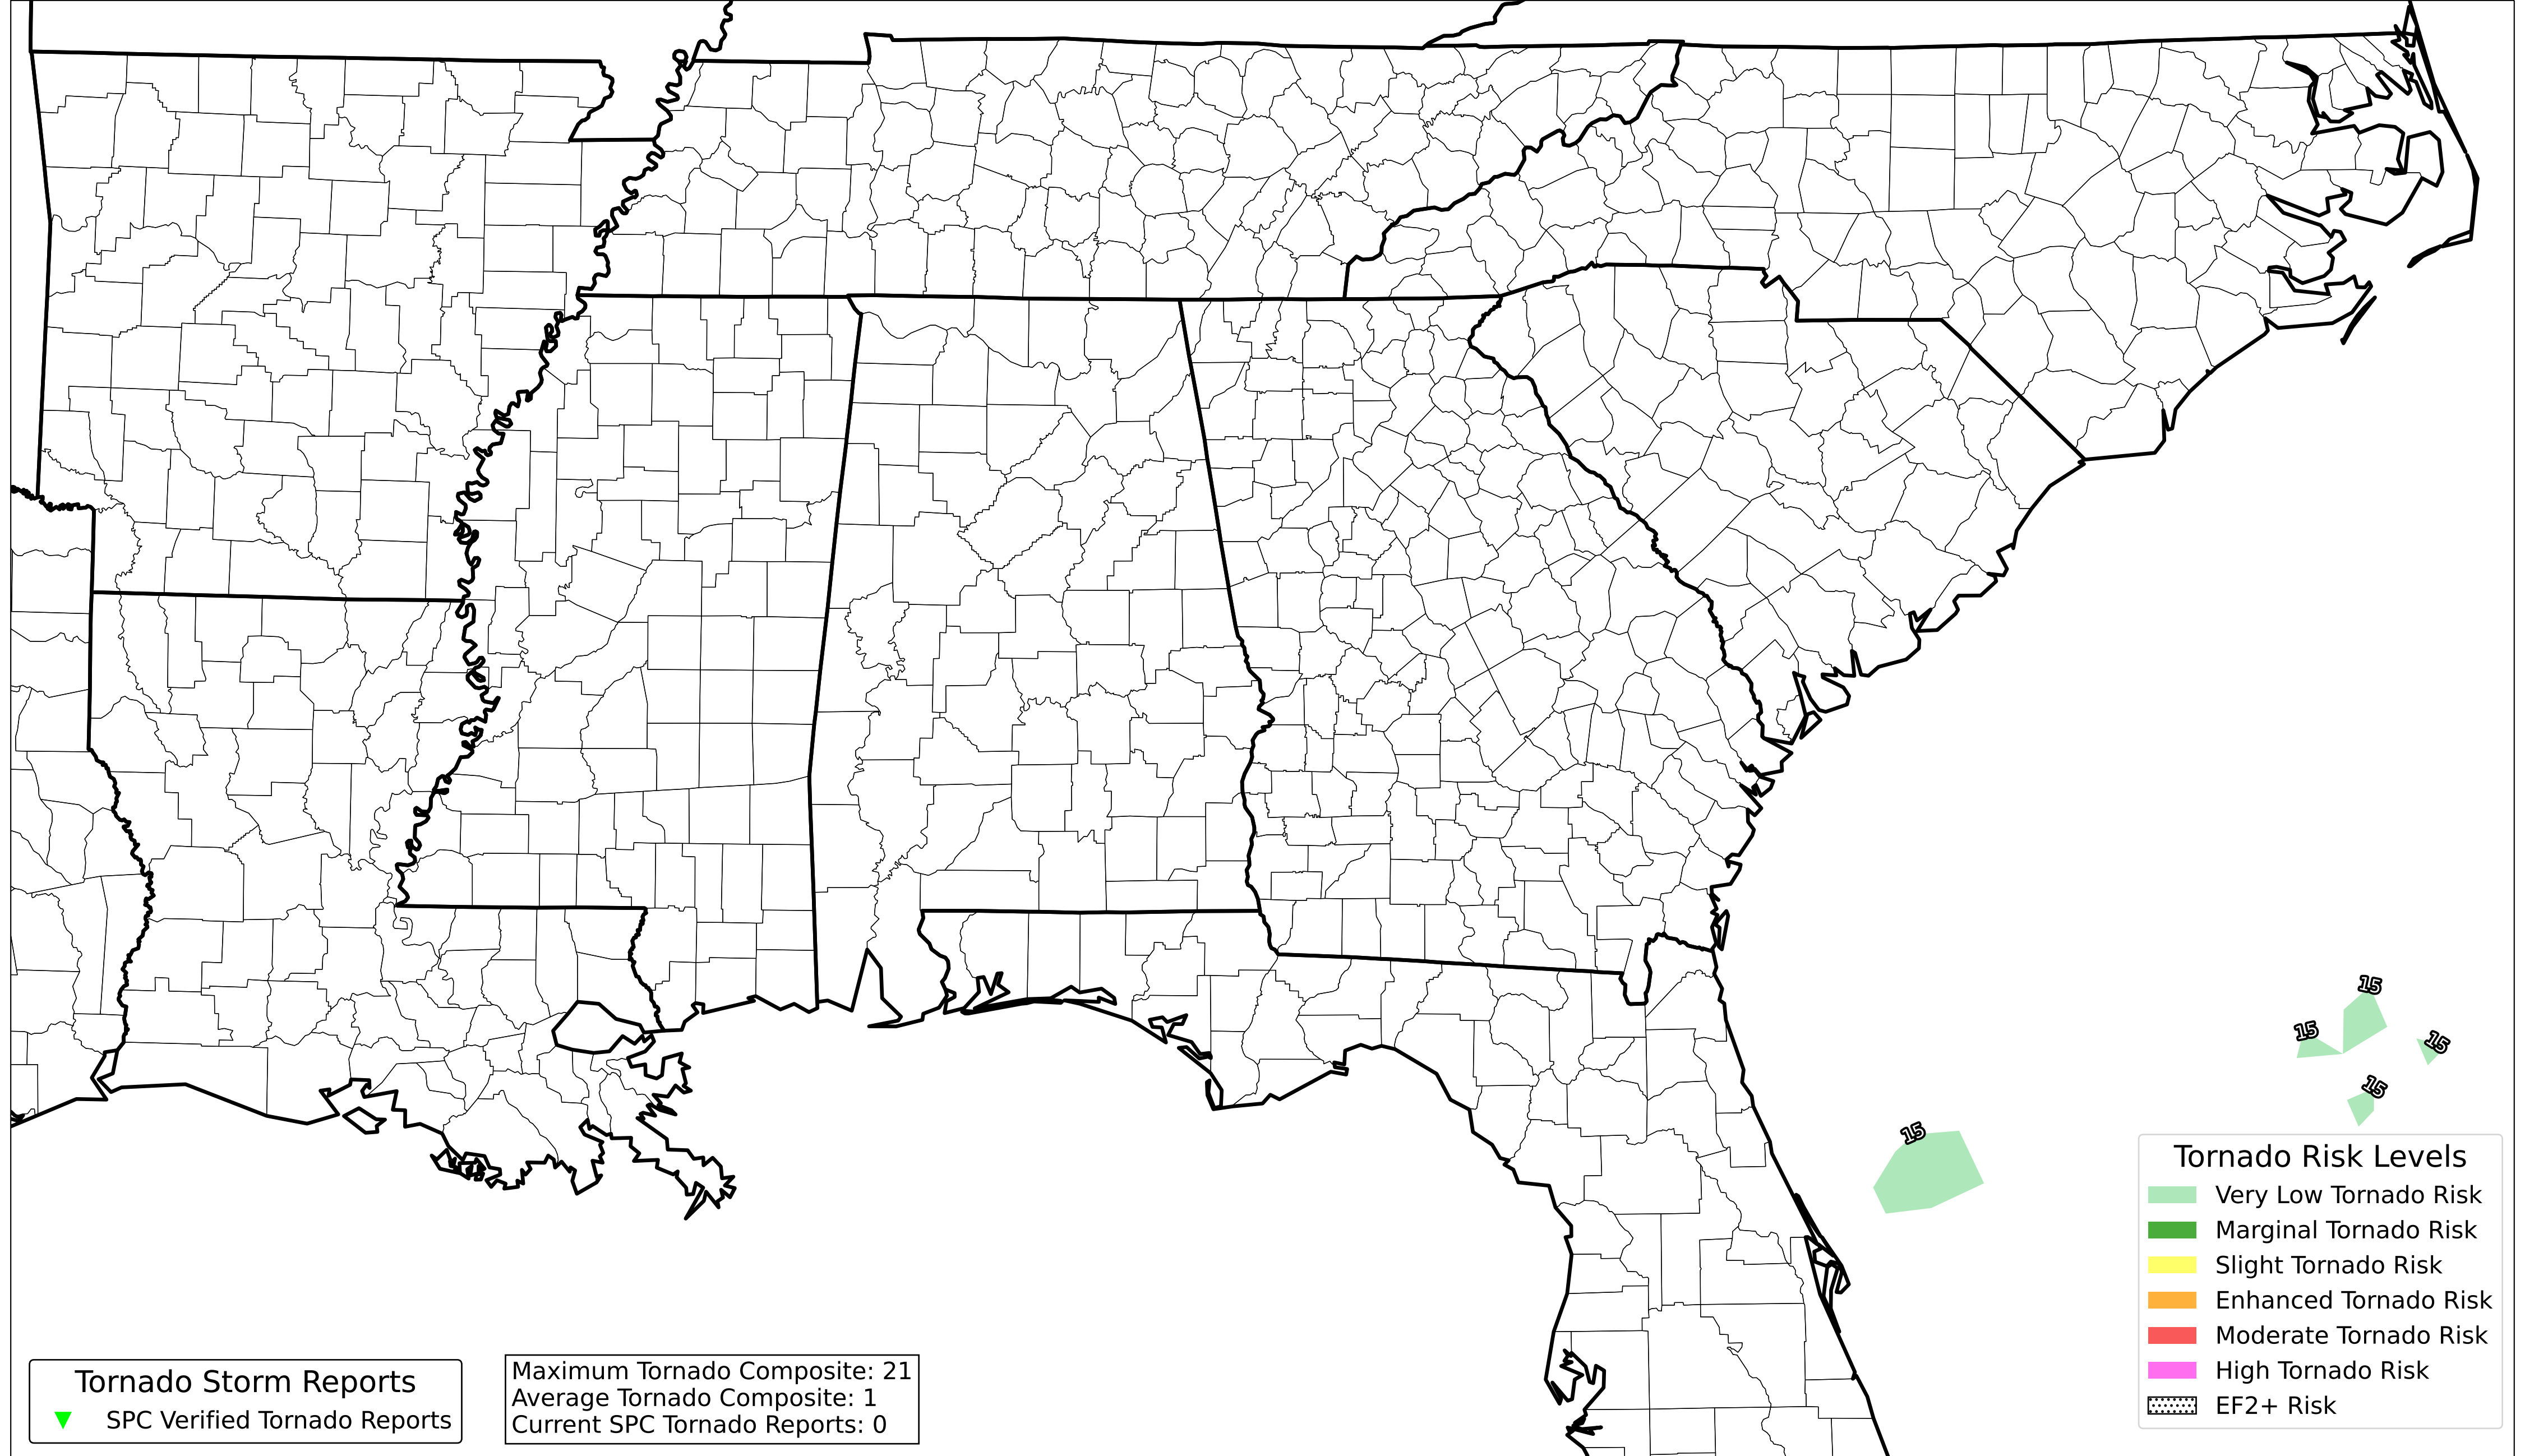 15
15
15
15
15
Tornado Risk Levels
Very Low Tornado Risk
Marginal Tornado Risk
Slight Tornado Risk
Enhanced Tornado Risk
Moderate Tornado Risk
High Tornado Risk
EF2+ Risk
Tornado Storm Reports
SPC Verified Tornado Reports
Maximum Tornado Composite: 21
Average Tornado Composite: 1
Current SPC Tornado Reports: 0